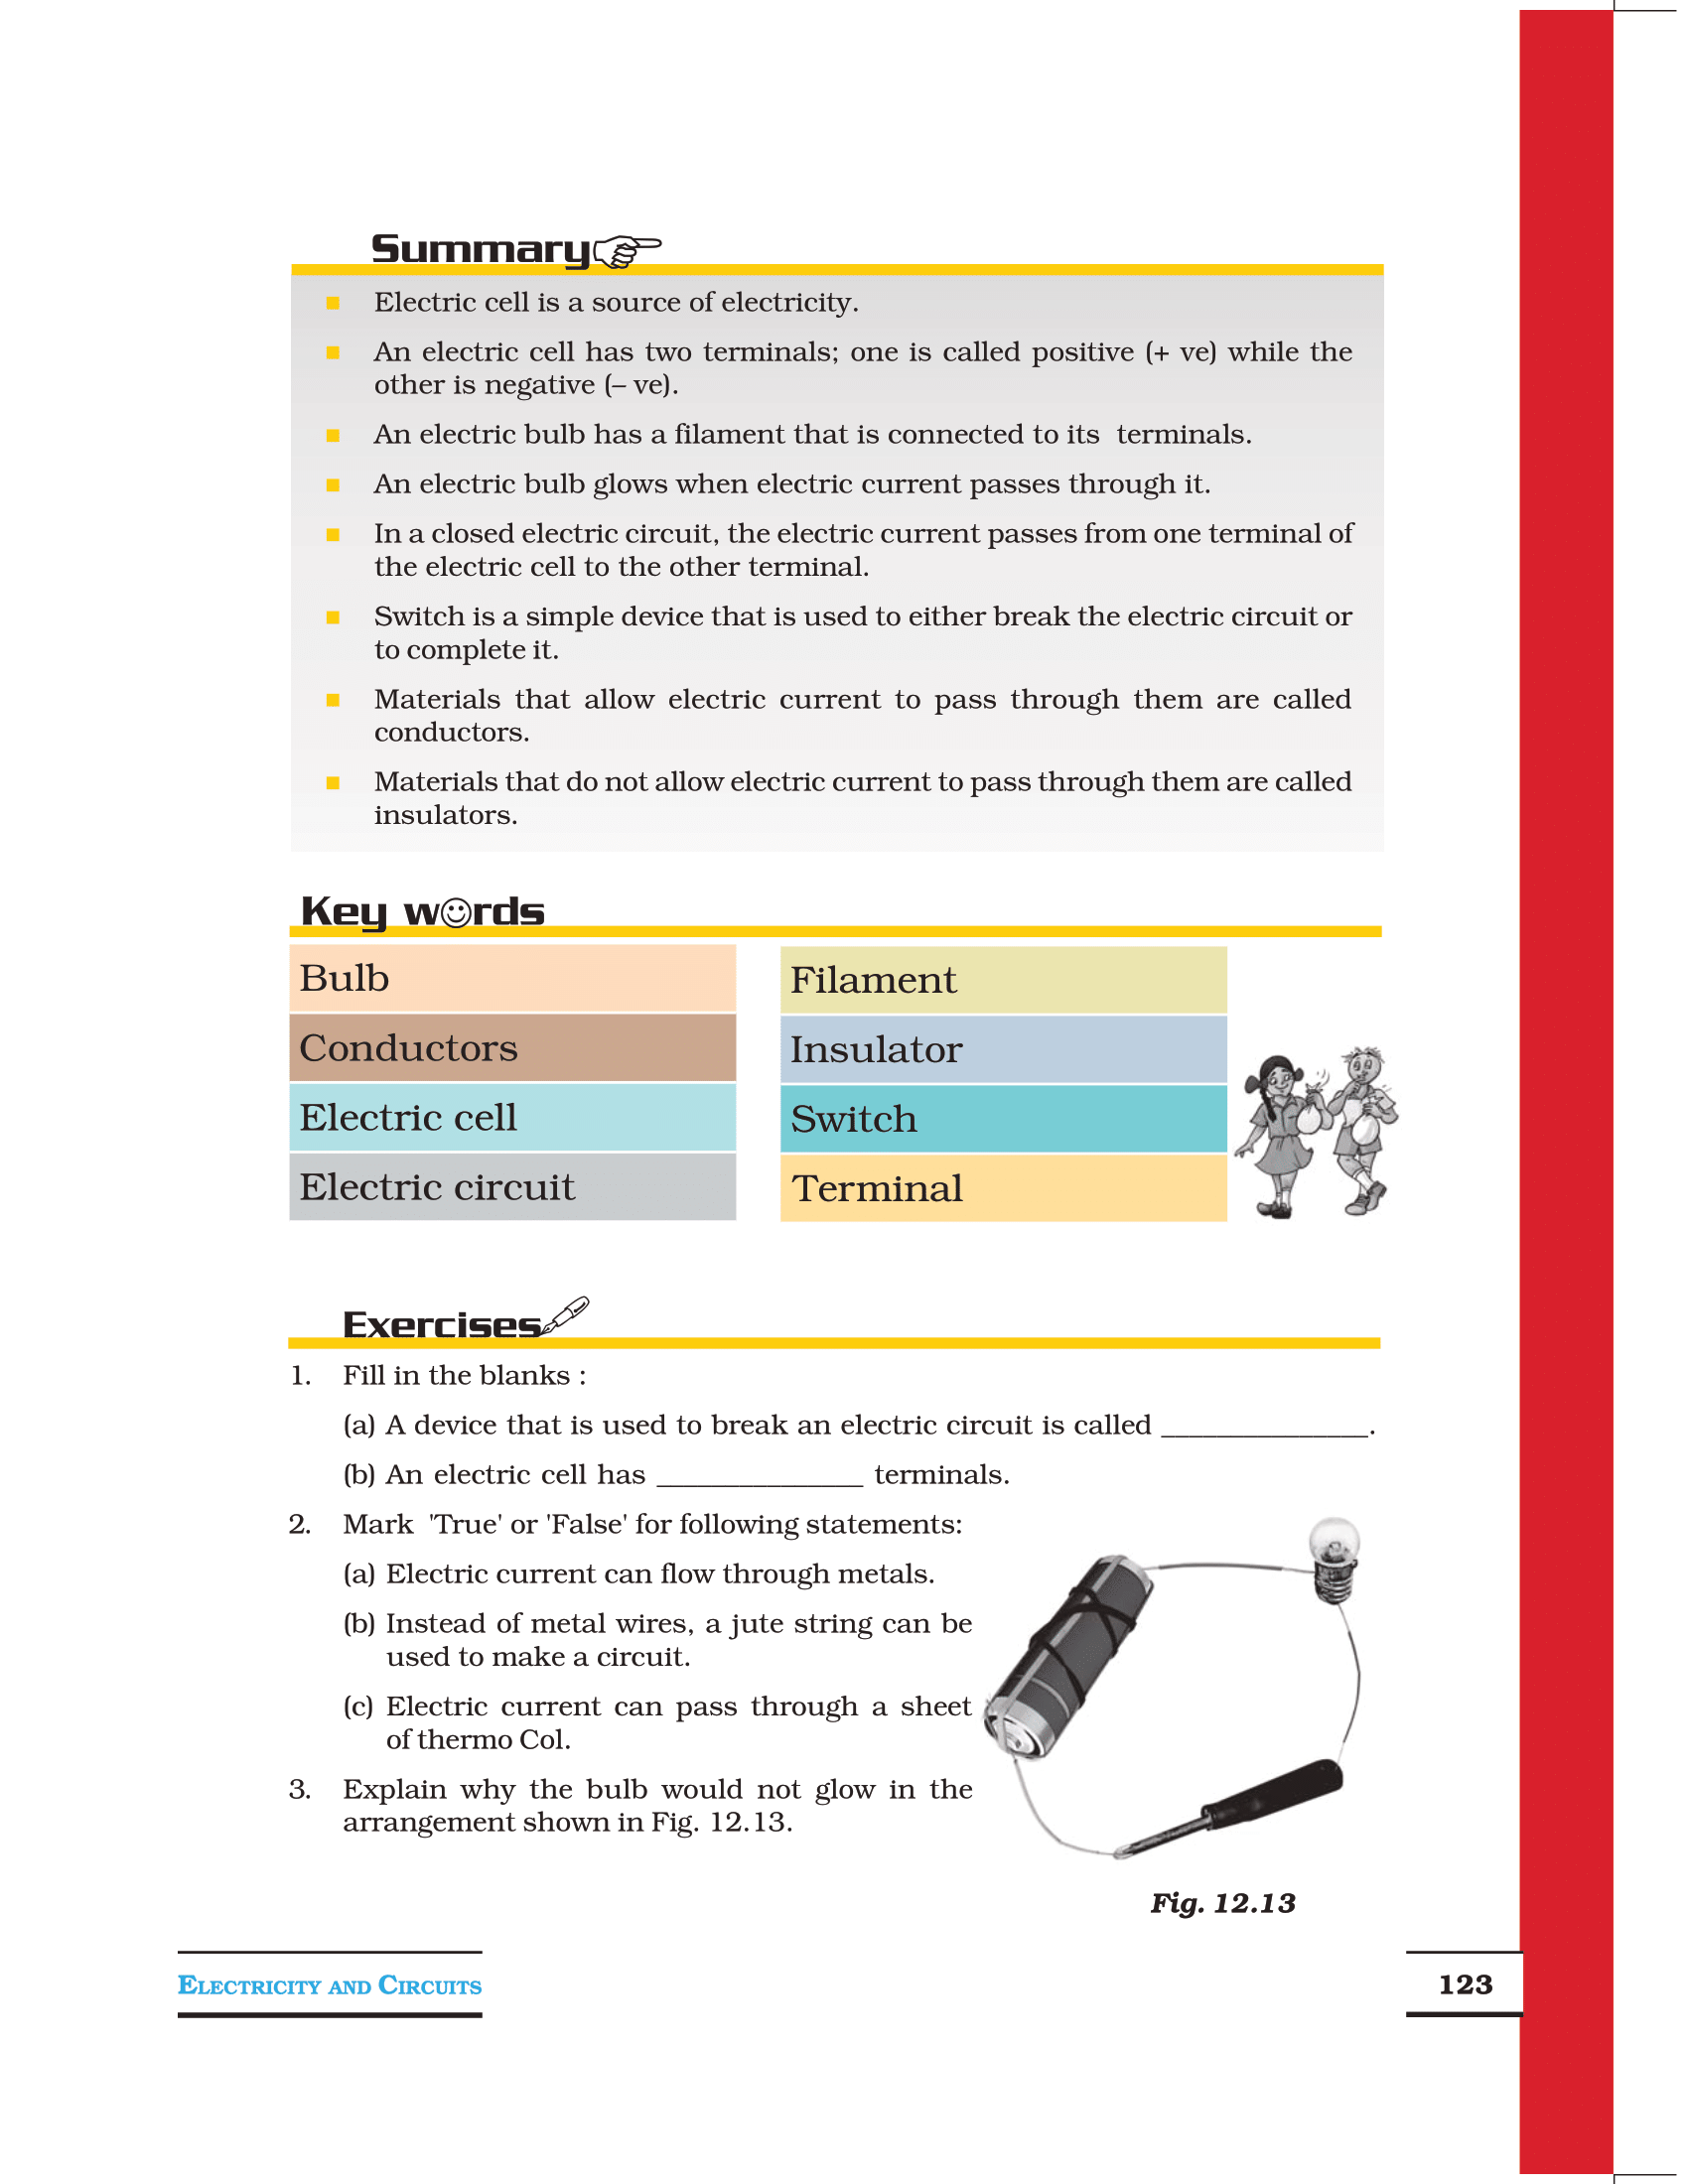 Summary
Electric cell is a source of electricity.
An electric cell has two terminals; one is called positive (+ ve) while the
other is negative (– ve).
An electric bulb has a filament that is connected to its terminals.
An electric bulb glows when electric current passes through it.
In a closed electric circuit, the electric current passes from one terminal of
the electric cell to the other terminal.
Switch is a simple device that is used to either break the electric circuit or
to complete it.
Materials that allow electric current to pass through them are called
conductors.
Materials that do not allow electric current to pass through them are called
insulators.
Key words
Bulb
Conductors
Electric cell
Electric circuit
Filament
Insulator
Switch
Terminal
Exercises
1. Fill in the blanks :
(a) A device that is used to break an electric circuit is called _______________.
(b) An electric cell has _______________ terminals.
2. Mark 'True' or 'False' for following statements:
(a) Electric current can flow through metals.
(b) Instead of metal wires, a jute string can be
used to make a circuit.
(c) Electric current can pass through a sheet
of thermo Col.
3. Explain why the bulb would not glow in the
arrangement shown in Fig. 12.13.
Fig. 12.13
ELECTRICITY AND CIRCUITS
123